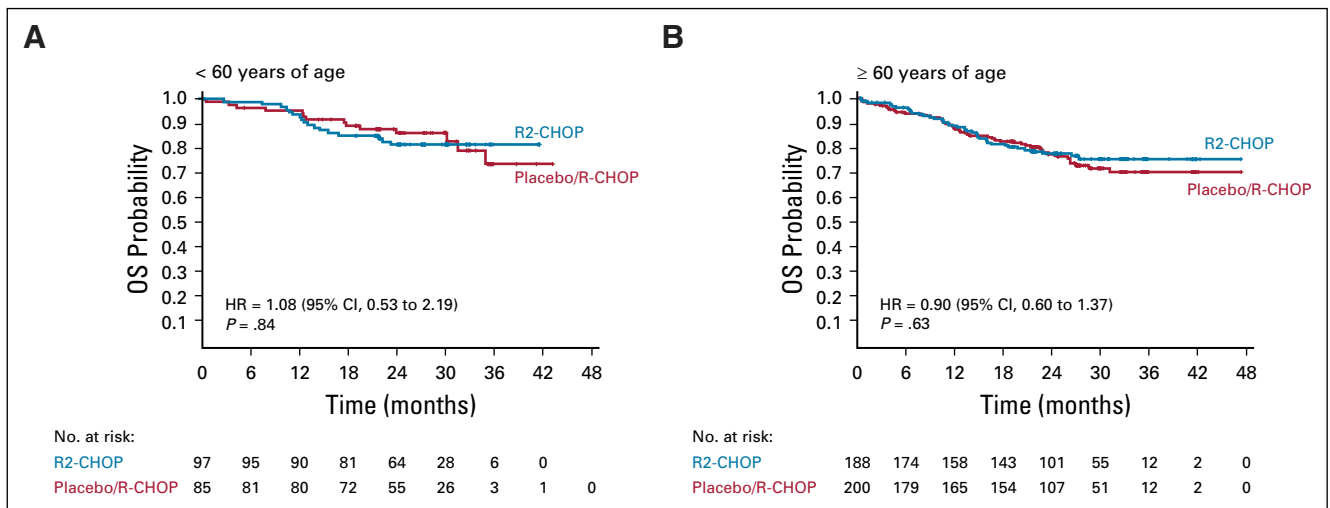 A
< 60 years of age
1.0
0.9
0.8
0.7
0.6
0.5
0.4
0.3
0.2
0.1
OS Probability
R2-CHOP
Placebo/R-CHOP
HR = 1.08 (95% CI, 0.53 to 2.19)
P = .84
0 6 12 18 24 30 36 42 48
Time (months)
No. at risk:
R2-CHOP 97 95 90 81 64 28 6 0
Placebo/R-CHOP 85 81 80 72 55 26 3 1 0
B
≥ 60 years of age
1.0
0.9
0.8
0.7
0.6
0.5
0.4
0.3
0.2
0.1
OS Probability
R2-CHOP
Placebo/R-CHOP
HR = 0.90 (95% CI, 0.60 to 1.37)
P = .63
0 6 12 18 24 30 36 42 48
Time (months)
No. at risk:
R2-CHOP 188 174 158 143 101 55 12 2 0
Placebo/R-CHOP 200 179 165 154 107 51 12 2 0